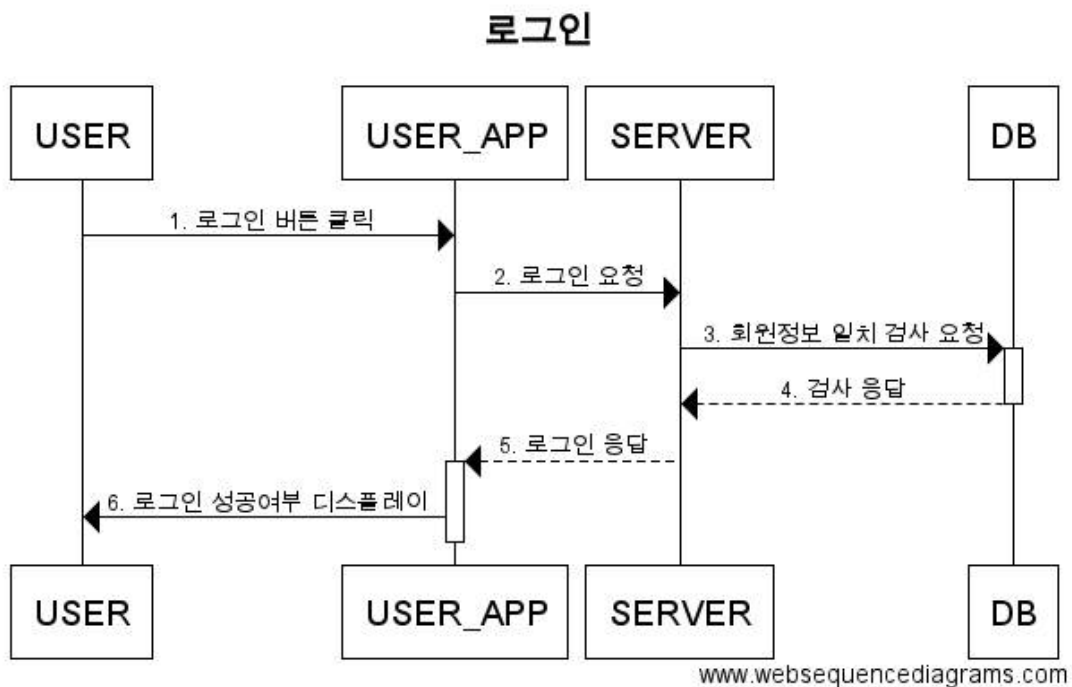 로그인
USER USER_APP SERVER DB
1. 로그인 버튼 클릭
2. 로그인 요청
3. 회원정보 일치 검사 요청
4. 검사 응답
5. 로그인 응답
6. 로그인 성공여부 디스플레이
USER USER_APP SERVER DB
www.websequencediagrams.com